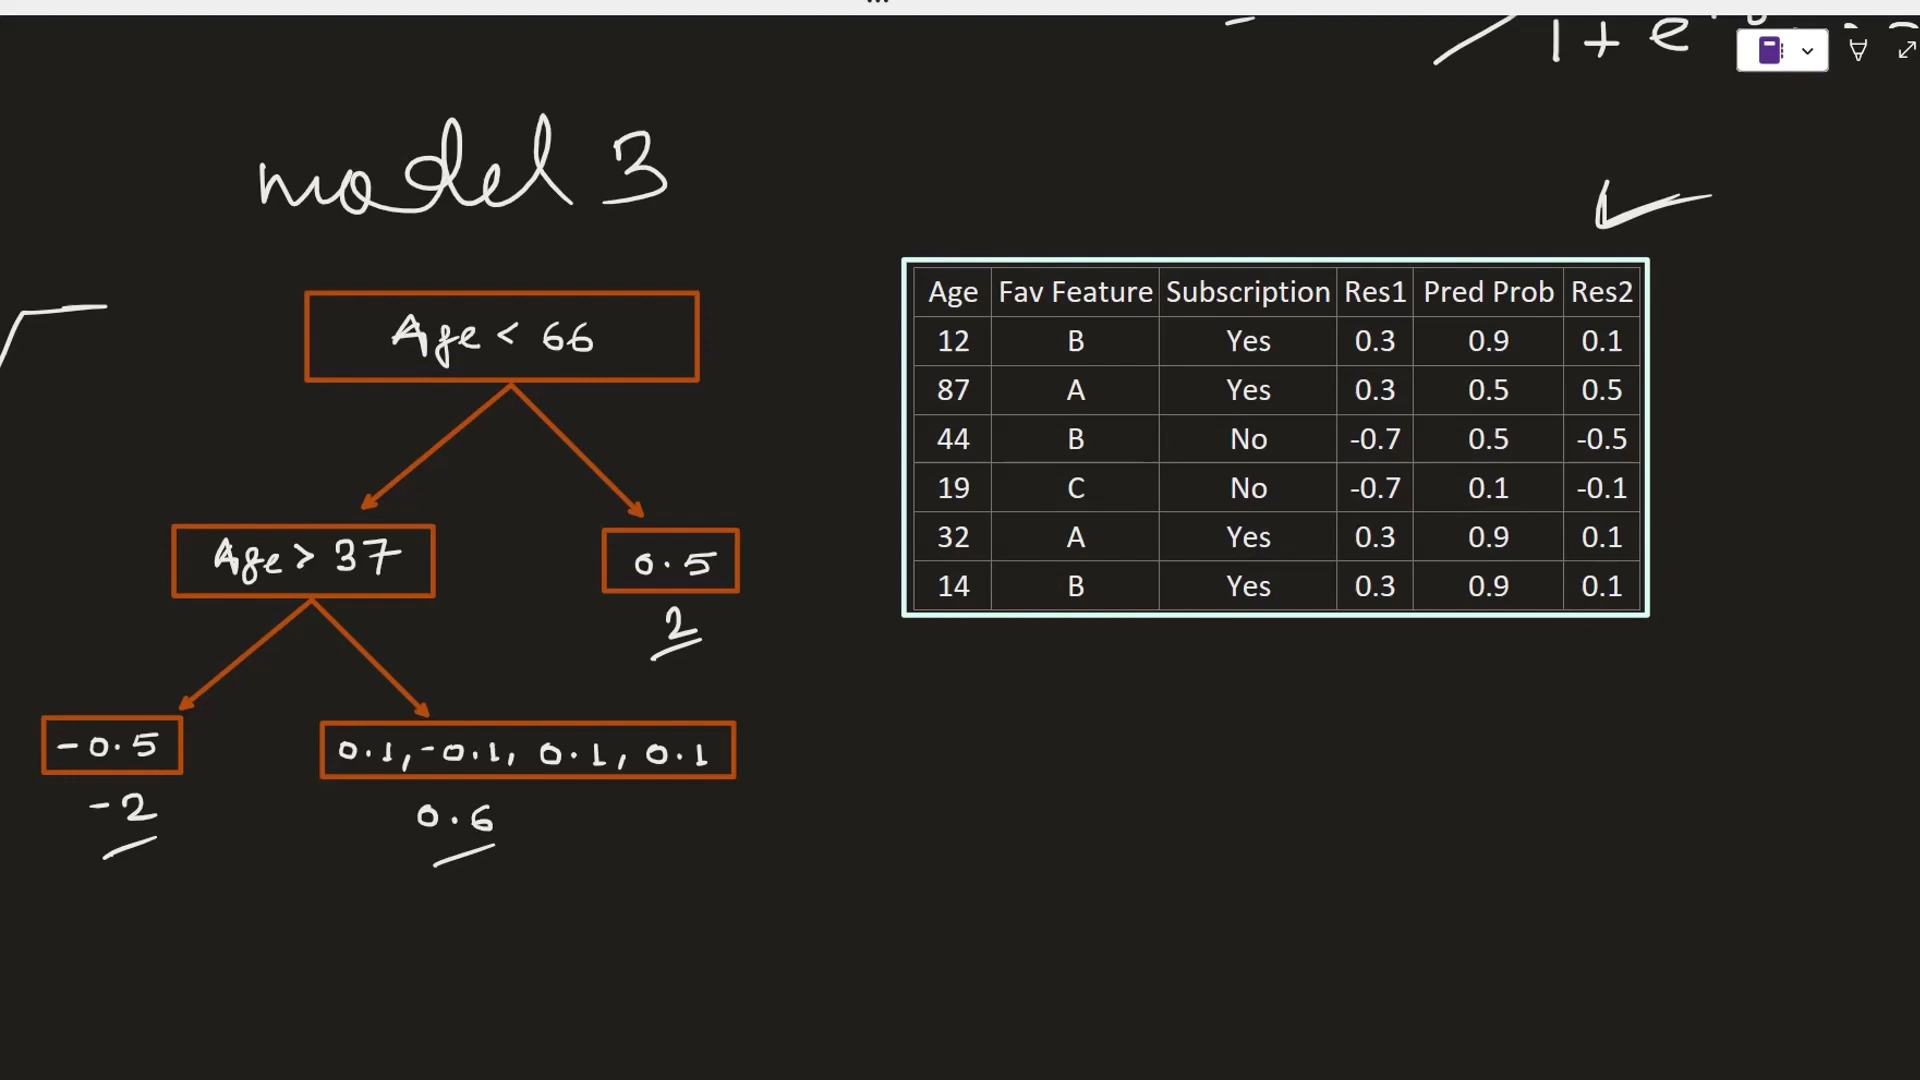 1 + e
model 3
Age < 66
Age > 37
0.5
2
-0.5
0.1, -0.1, 0.1, 0.1
-2
0.6
Age Fav Feature Subscription Res1 Pred Prob Res2
12 B Yes 0.3 0.9 0.1
87 A Yes 0.3 0.5 0.5
44 B No -0.7 0.5 -0.5
19 C No -0.7 0.1 -0.1
32 A Yes 0.3 0.9 0.1
14 B Yes 0.3 0.9 0.1